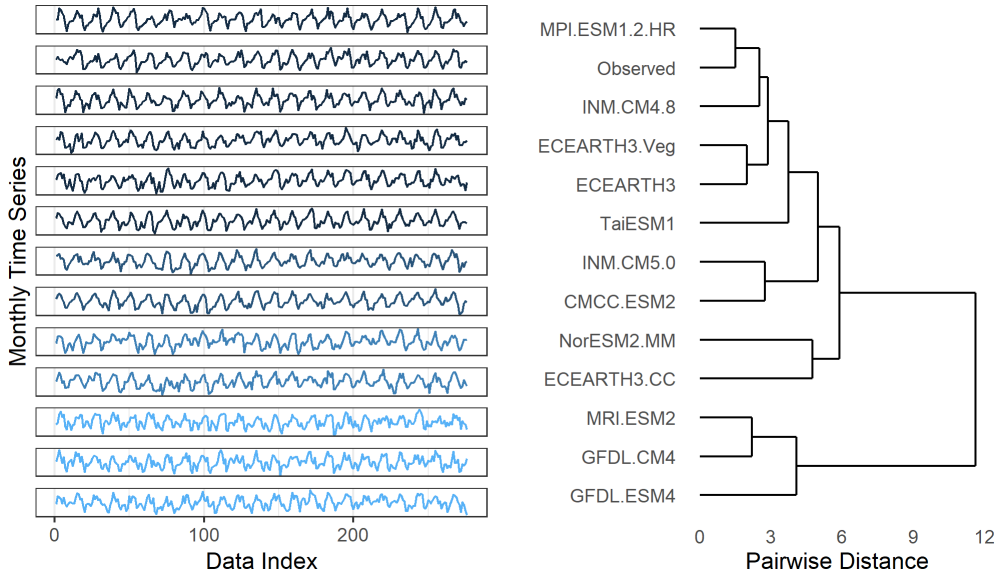 Monthly Time Series
0
100
200
Data Index
MPI.ESM1.2.HR
Observed
INM.CM4.8
ECEARTH3.Veg
ECEARTH3
TaiESM1
INM.CM5.0
CMCC.ESM2
NorESM2.MM
ECEARTH3.CC
MRI.ESM2
GFDL.CM4
GFDL.ESM4
0
3
6
9
12
Pairwise Distance